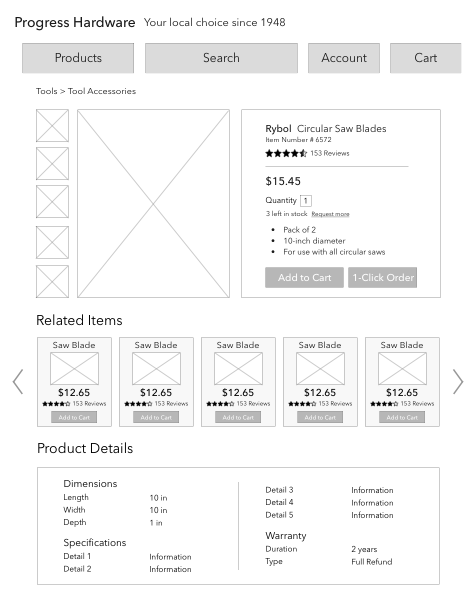 Progress Hardware Your local choice since 1948
Products Search Account Cart
Tools > Tool Accessories
Rybol Circular Saw Blades
Item Number # 6572
153 Reviews
$15.45
Quantity 1
3 left in stock Request more
• Pack of 2
• 10-inch diameter
• For use with all circular saws
Add to Cart 1-Click Order
Related Items
Saw Blade Saw Blade Saw Blade Saw Blade Saw Blade
$12.65 $12.65 $12.65 $12.65 $12.65
153 Reviews 153 Reviews 153 Reviews 153 Reviews 153 Reviews
Add to Cart Add to Cart Add to Cart Add to Cart Add to Cart
Product Details
Dimensions
Length 10 in
Width 10 in
Depth 1 in
Specifications
Detail 1 Information
Detail 2 Information
Detail 3 Information
Detail 4 Information
Detail 5 Information
Warranty
Duration 2 years
Type Full Refund